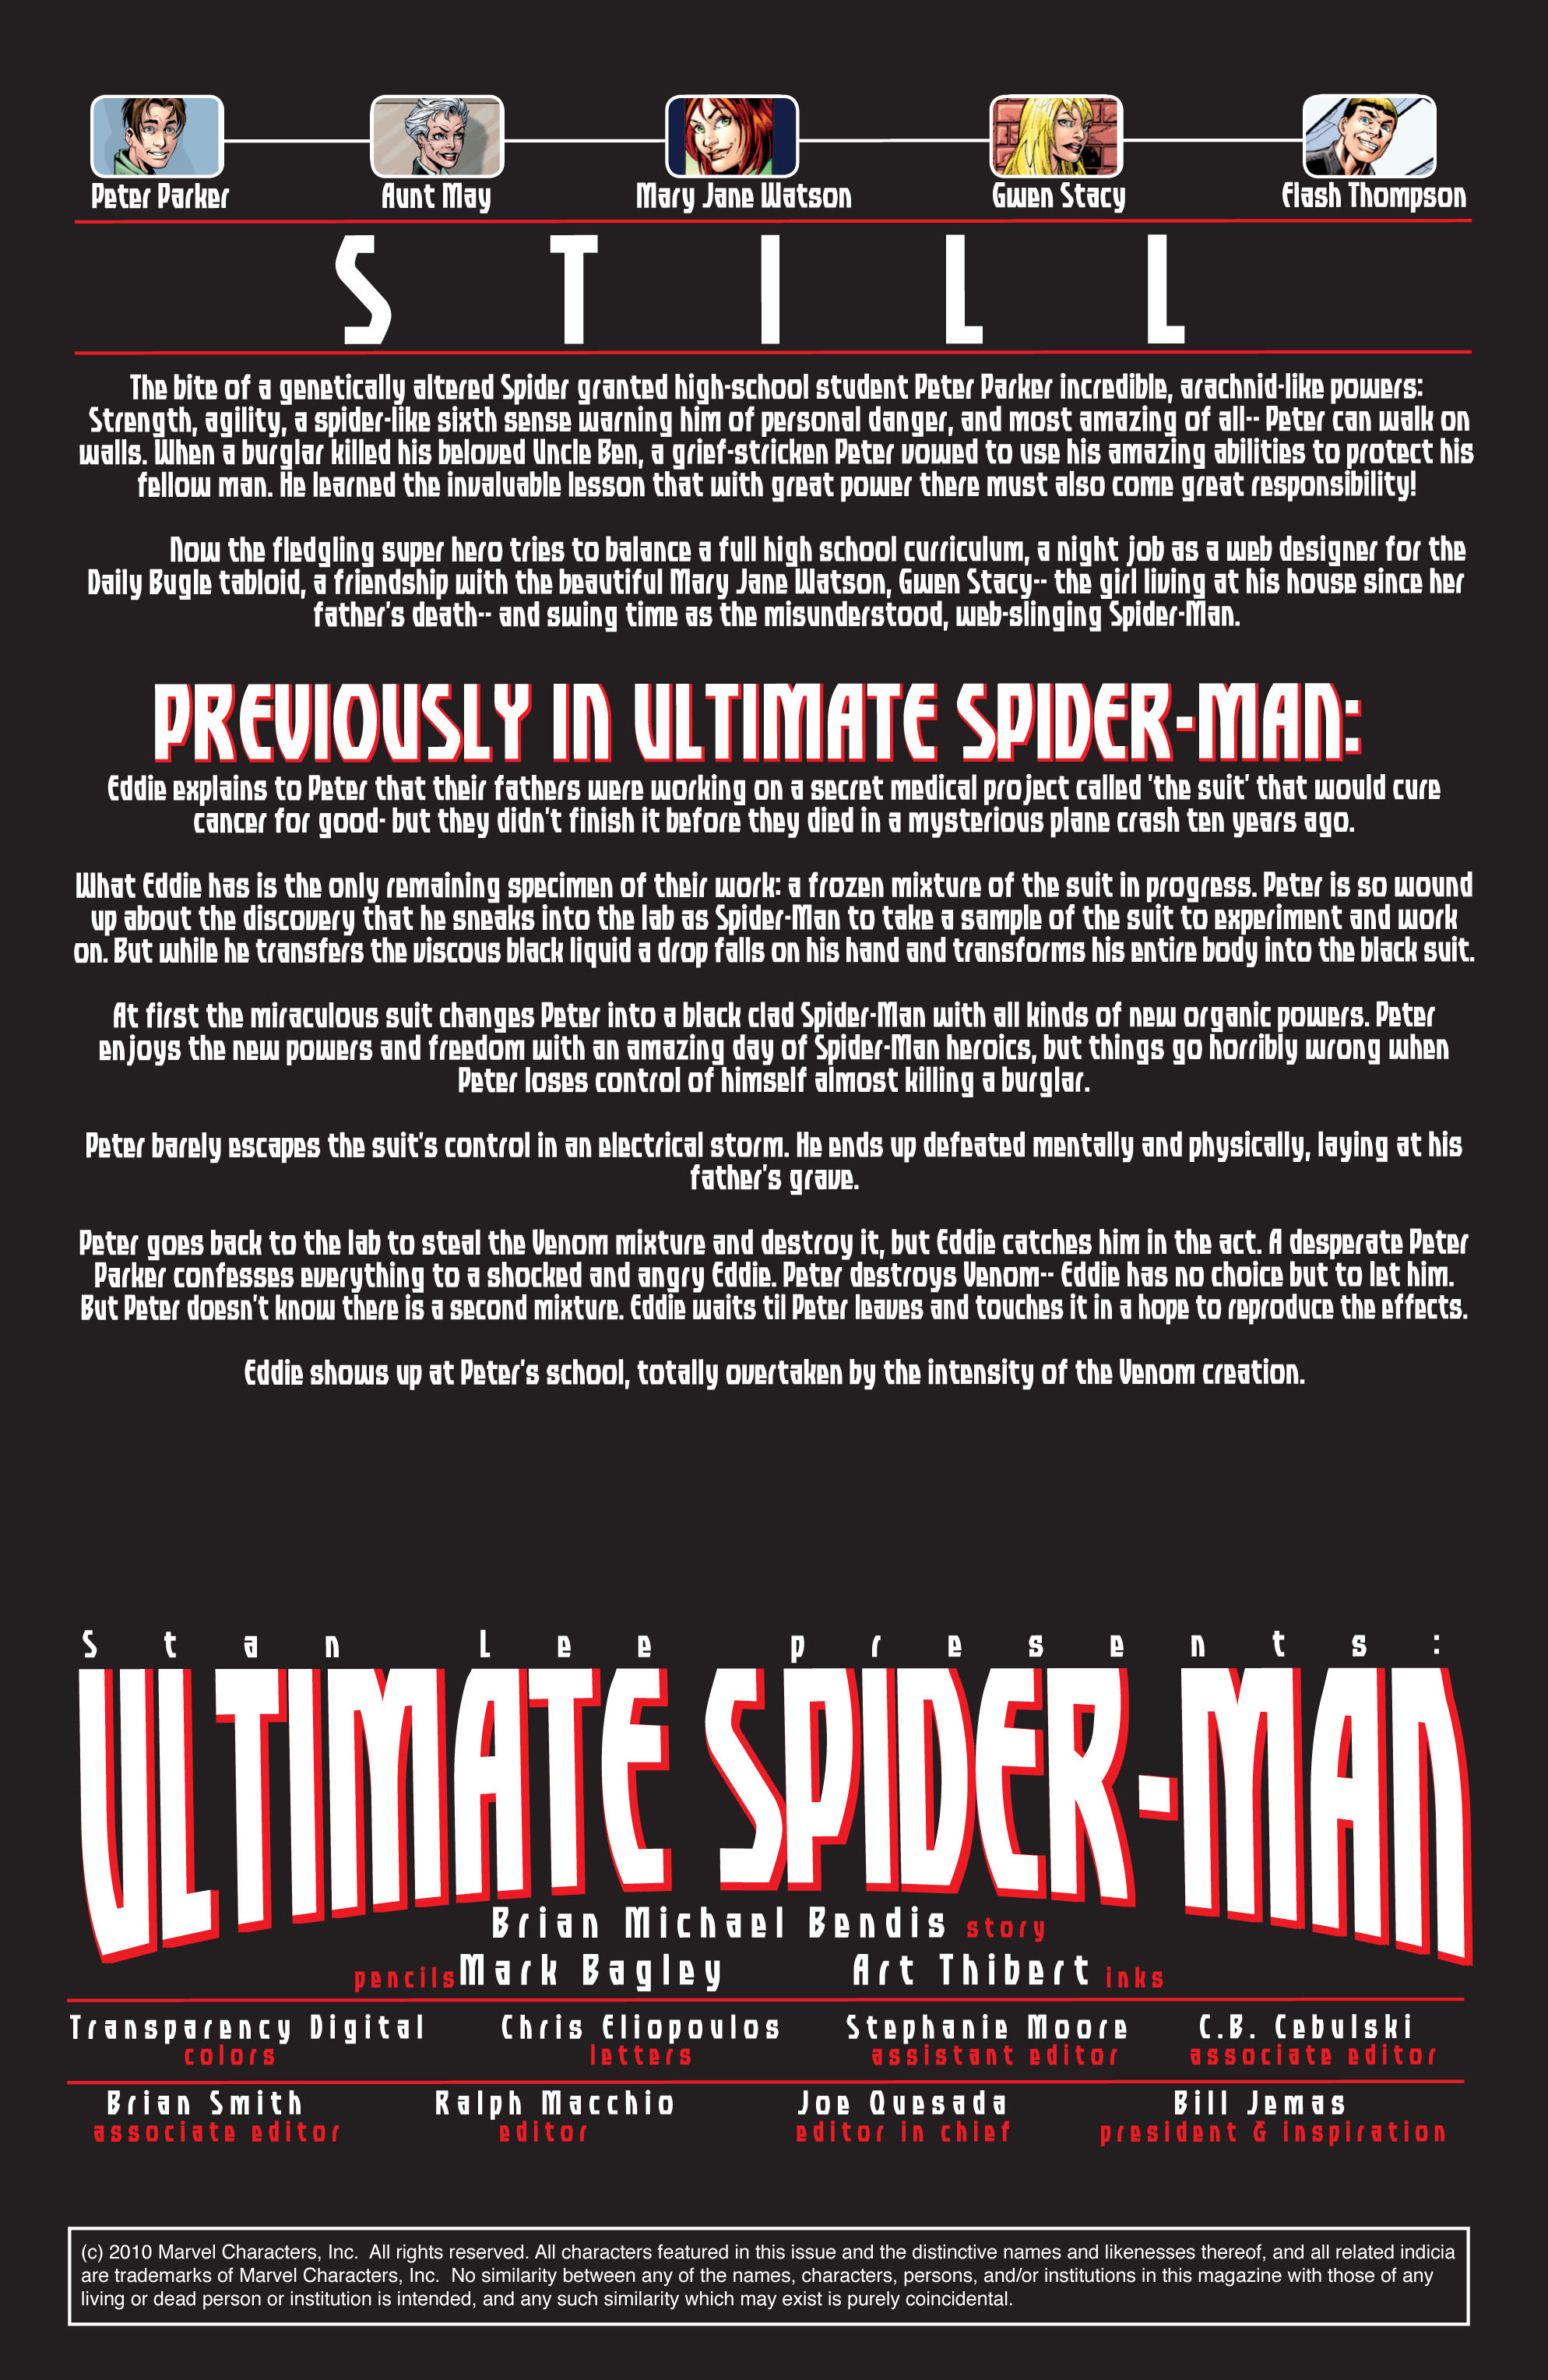 Peter Parker Aunt May Mary Jane Watson Gwen Stacy Flash Thompson
STILL
The bite of a genetically altered Spider granted high-school student Peter Parker incredible, arachnid-like powers:
Strength, agility, a spider-like sixth sense warning him of personal danger, and most amazing of all-- Peter can walk on
walls. When a burglar killed his beloved Uncle Ben, a grief-stricken Peter vowed to use his amazing abilities to protect his
fellow man. He learned the invaluable lesson that with great power there must also come great responsibility!
Now the fledgling super hero tries to balance a full high school curriculum, a night job as a web designer for the
Daily Bugle tabloid, a friendship with the beautiful Mary Jane Watson, Gwen Stacy-- the girl living at his house since her
father's death-- and swing time as the misunderstood, web-slinging Spider-Man.
PREVIOUSLY IN ULTIMATE SPIDER-MAN:
Eddie explains to Peter that their fathers were working on a secret medical project called 'the suit' that would cure
cancer for good- but they didn't finish it before they died in a mysterious plane crash ten years ago.
What Eddie has is the only remaining specimen of their work: a frozen mixture of the suit in progress. Peter is so wound
up about the discovery that he sneaks into the lab as Spider-Man to take a sample of the suit to experiment and work
on. But while he transfers the viscous black liquid a drop falls on his hand and transforms his entire body into the black suit.
At first the miraculous suit changes Peter into a black clad Spider-Man with all kinds of new organic powers. Peter
enjoys the new powers and freedom with an amazing day of Spider-Man heroics, but things go horribly wrong when
Peter loses control of himself almost killing a burglar.
Peter barely escapes the suit's control in an electrical storm. He ends up defeated mentally and physically, laying at his
father's grave.
Peter goes back to the lab to steal the Venom mixture and destroy it, but Eddie catches him in the act. A desperate Peter
Parker confesses everything to a shocked and angry Eddie. Peter destroys Venom-- Eddie has no choice but to let him.
But Peter doesn't know there is a second mixture. Eddie waits til Peter leaves and touches it in a hope to reproduce the effects.
Eddie shows up at Peter's school, totally overtaken by the intensity of the Venom creation.
Stan Lee presents:
ULTIMATE SPIDER-MAN
Brian Michael Bendis story
pencils Mark Bagley Art Thibert inks
Transparency Digital Chris Eliopoulos Stephanie Moore C.B. Cebulski
colors letters assistant editor associate editor
Brian Smith Ralph Macchio Joe Quesada Bill Jemas
associate editor editor editor in chief president & inspiration
(c) 2010 Marvel Characters, Inc. All rights reserved. All characters featured in this issue and the distinctive names and likenesses thereof, and all related indicia
are trademarks of Marvel Characters, Inc. No similarity between any of the names, characters, persons, and/or institutions in this magazine with those of any
living or dead person or institution is intended, and any such similarity which may exist is purely coincidental.